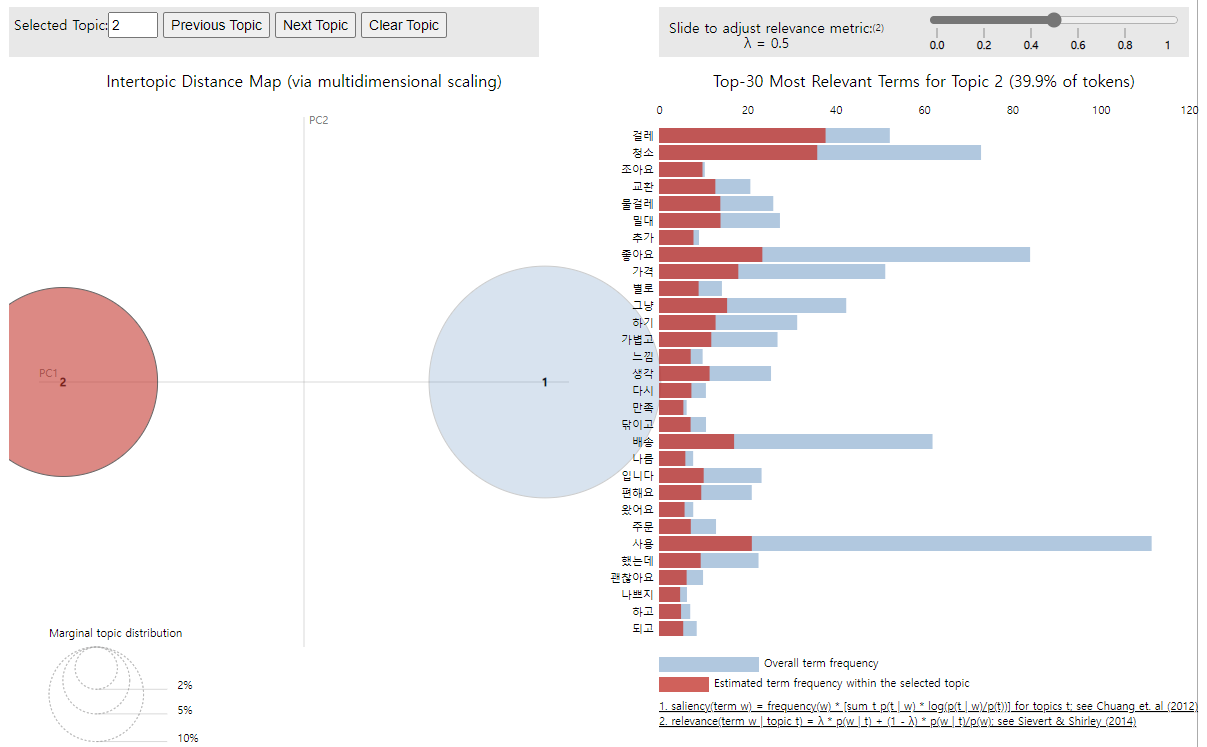 Selected Topic: 2 Previous Topic Next Topic Clear Topic
Slide to adjust relevance metric:(2)
λ = 0.5
0.0 0.2 0.4 0.6 0.8 1
Intertopic Distance Map (via multidimensional scaling)
PC2
PC1
2
1
Marginal topic distribution
2%
5%
10%
Top-30 Most Relevant Terms for Topic 2 (39.9% of tokens)
0 20 40 60 80 100 120
걸레
청소
조아요
교환
물걸레
밀대
추가
좋아요
가격
별로
그냥
하기
가볍고
느낌
생각
다시
만족
닦이고
배송
나름
입니다
편해요
왔어요
주문
사용
했는데
괜찮아요
나쁘지
하고
되고
Overall term frequency
Estimated term frequency within the selected topic
1. saliency(term w) = frequency(w) * [sum_t p(t | w) * log(p(t | w)/p(t))] for topics t; see Chuang et. al (2012)
2. relevance(term w | topic t) = λ * p(w | t) + (1 - λ) * p(w | t)/p(w); see Sievert & Shirley (2014)